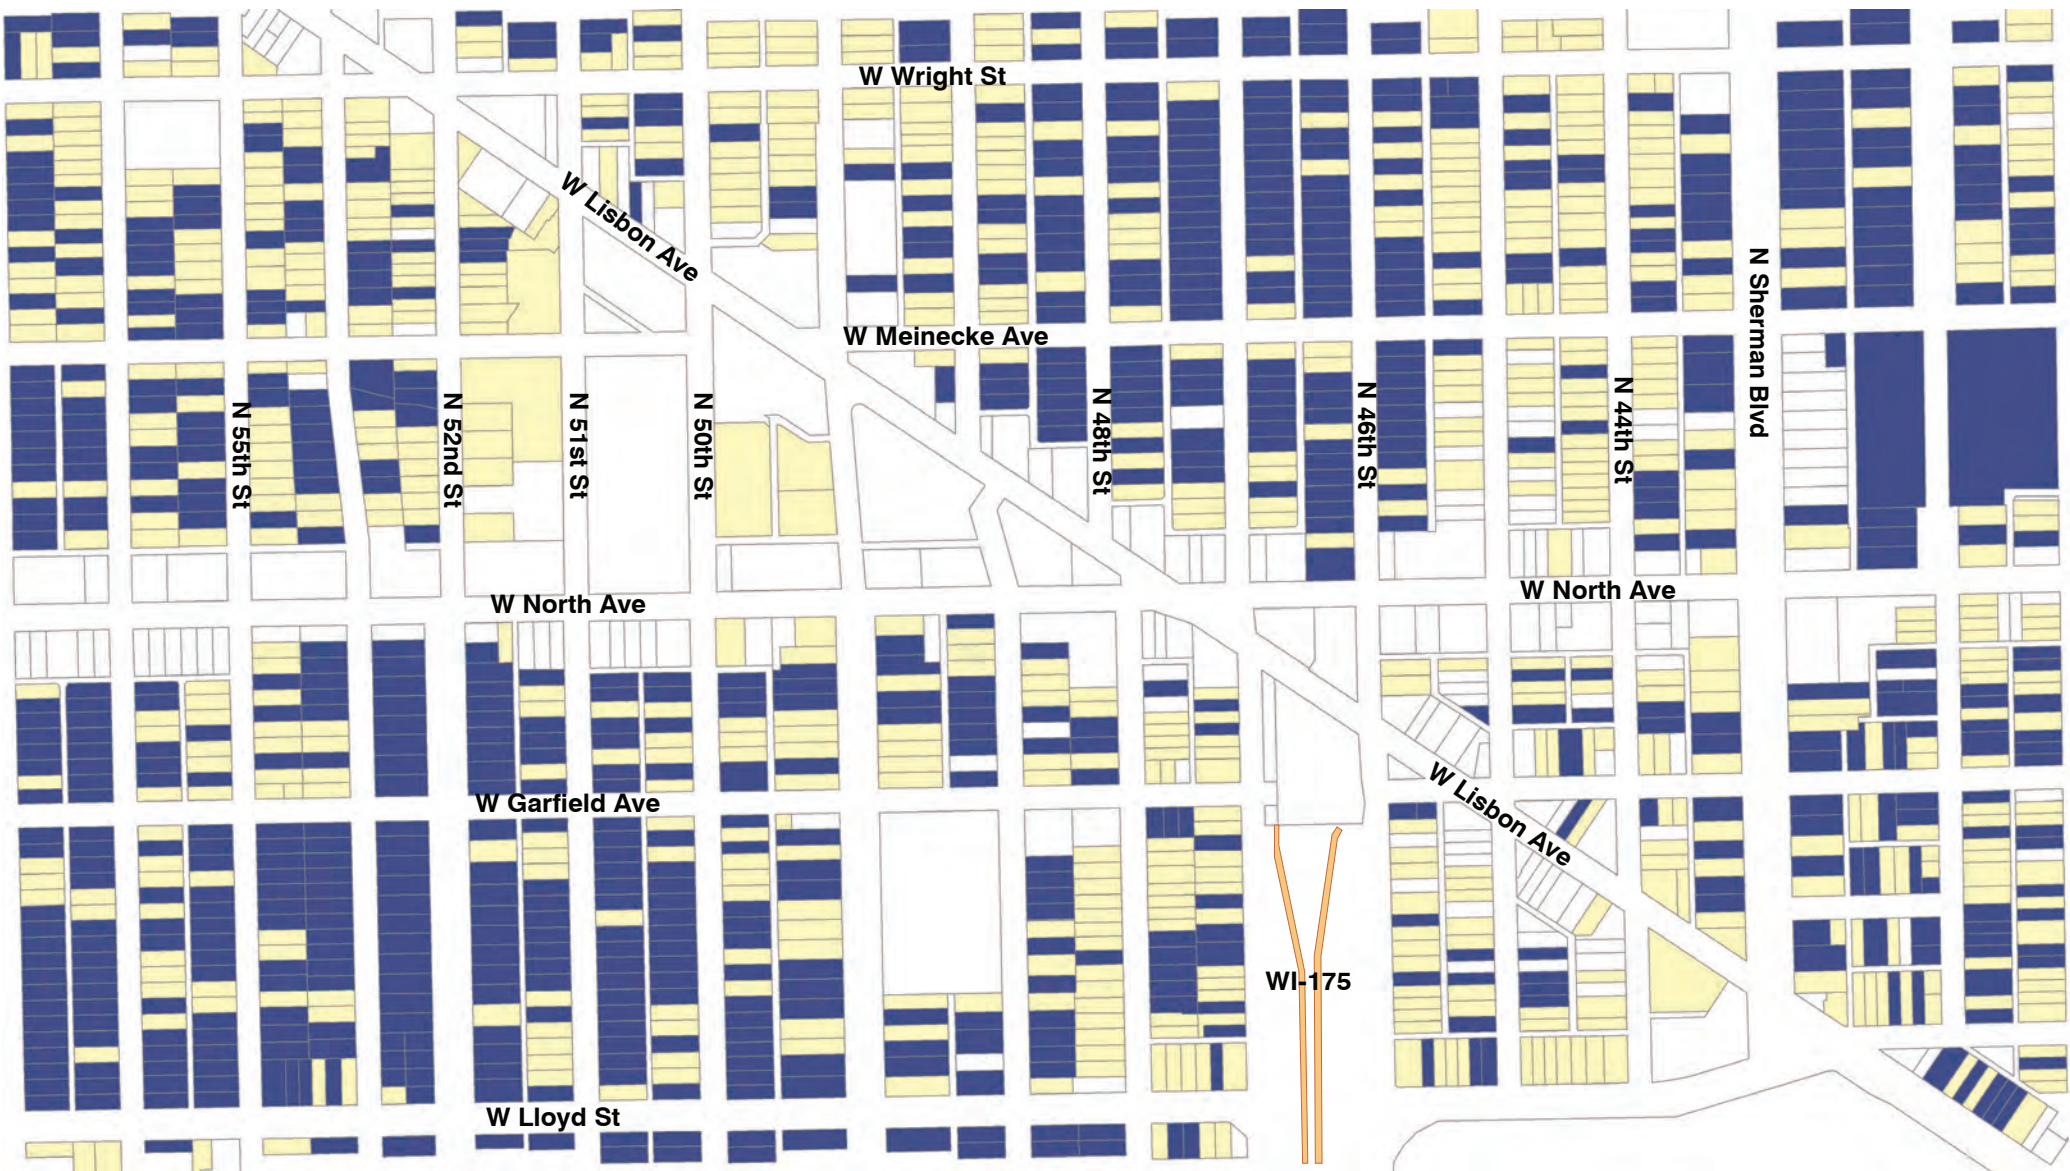 W Wright St
W Lisbon Ave
N Sherman Blvd
W Meinecke Ave
N 55th St
N 52nd St
N 51st St
N 50th St
N 48th St
N 46th St
N 44th St
W North Ave
W North Ave
W Garfield Ave
W Lisbon Ave
WI-175
W Lloyd St